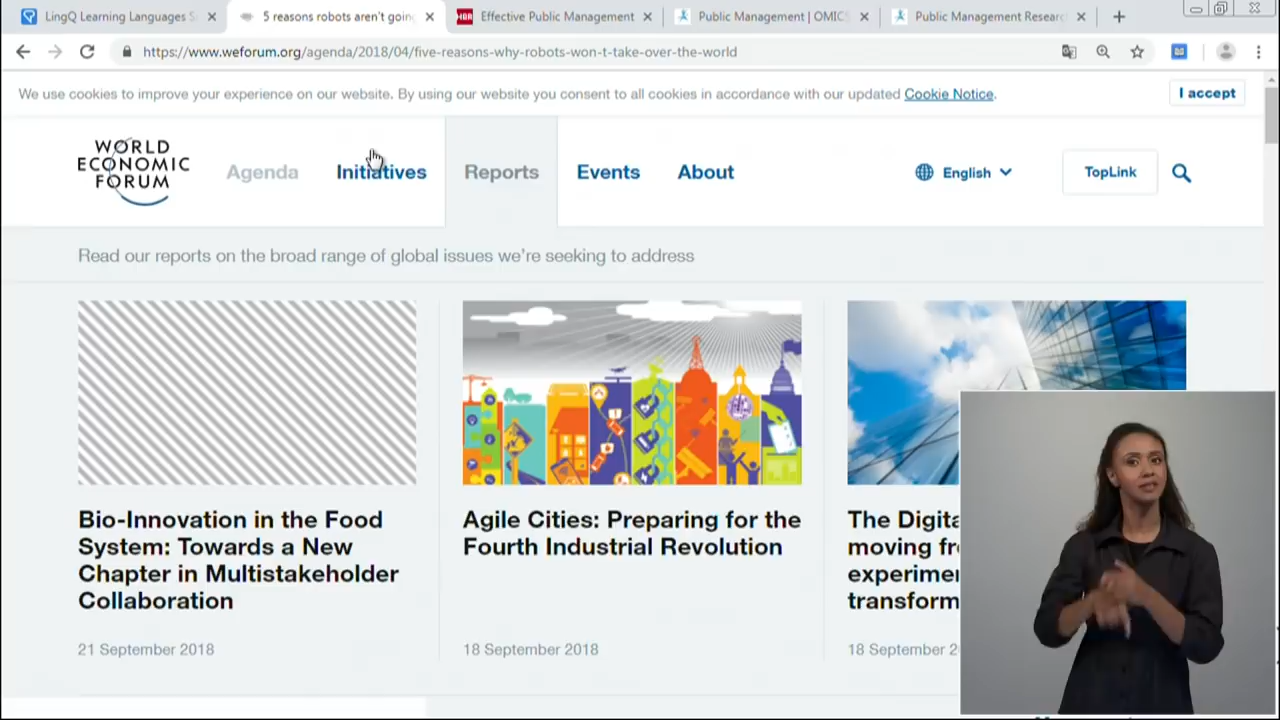 LingQ Learning Languages S
5 reasons robots aren't goin
HBR Effective Public Management
Public Management | OMICS
Public Management Researc
https://www.weforum.org/agenda/2018/04/five-reasons-why-robots-won-t-take-over-the-world
We use cookies to improve your experience on our website. By using our website you consent to all cookies in accordance with our updated Cookie Notice.
I accept
WORLD
ECONOMIC
FORUM
Agenda
Initiatives
Reports
Events
About
English
TopLink
Read our reports on the broad range of global issues we're seeking to address
Bio-Innovation in the Food
System: Towards a New
Chapter in Multistakeholder
Collaboration
21 September 2018
Agile Cities: Preparing for the
Fourth Industrial Revolution
18 September 2018
The Digita
moving fr
experimen
transform
18 September 2